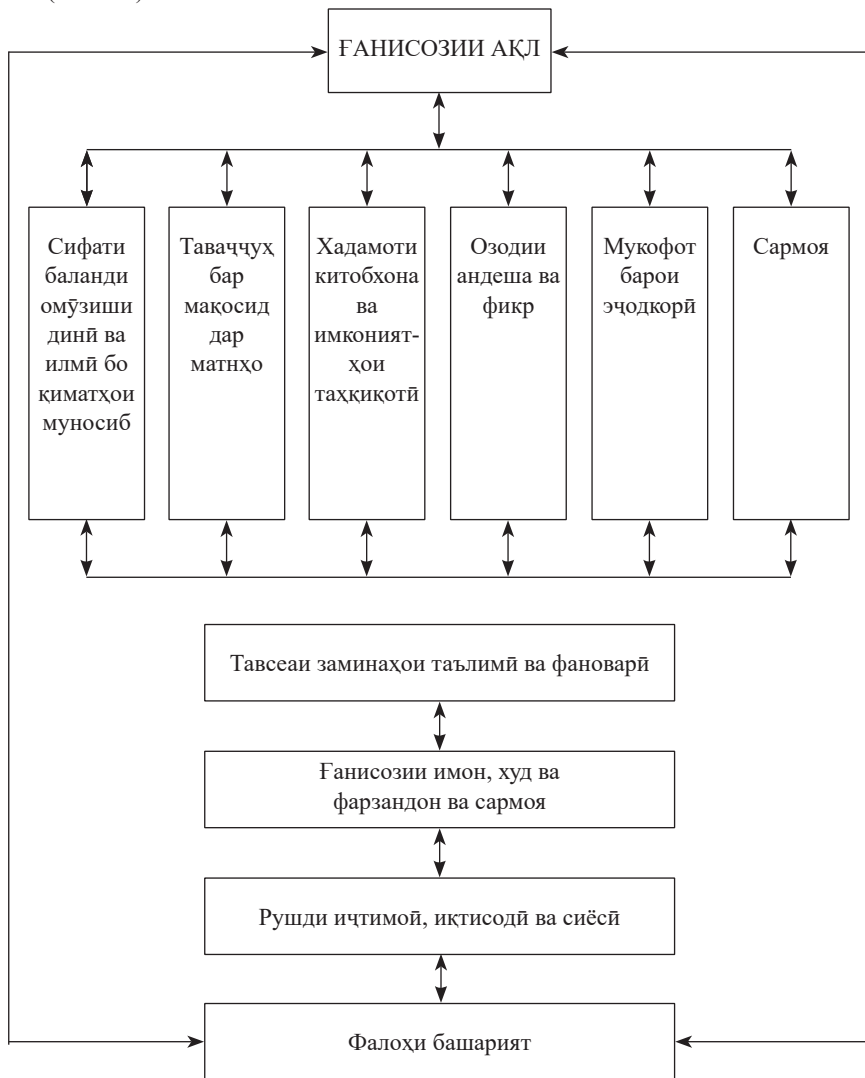 ҒАНИСОЗИИ АҚЛ
Сифати
баланди
омӯзиши
динӣ ва
илмӣ бо
қиматҳои
муносиб
Таваҷҷуҳ
бар
мақосид
дар
матнҳо
Хадамоти
китобхона
ва
имконият-
ҳои
таҳқиқотӣ
Озодии
андеша ва
фикр
Мукофот
барои
эҷодкорӣ
Сармоя
Тавсеаи заминаҳои таълимӣ ва фановарӣ
Ғанисозии имон, худ ва
фарзандон ва сармоя
Рушди иҷтимоӣ, иқтисодӣ ва сиёсӣ
Фалоҳи башарият